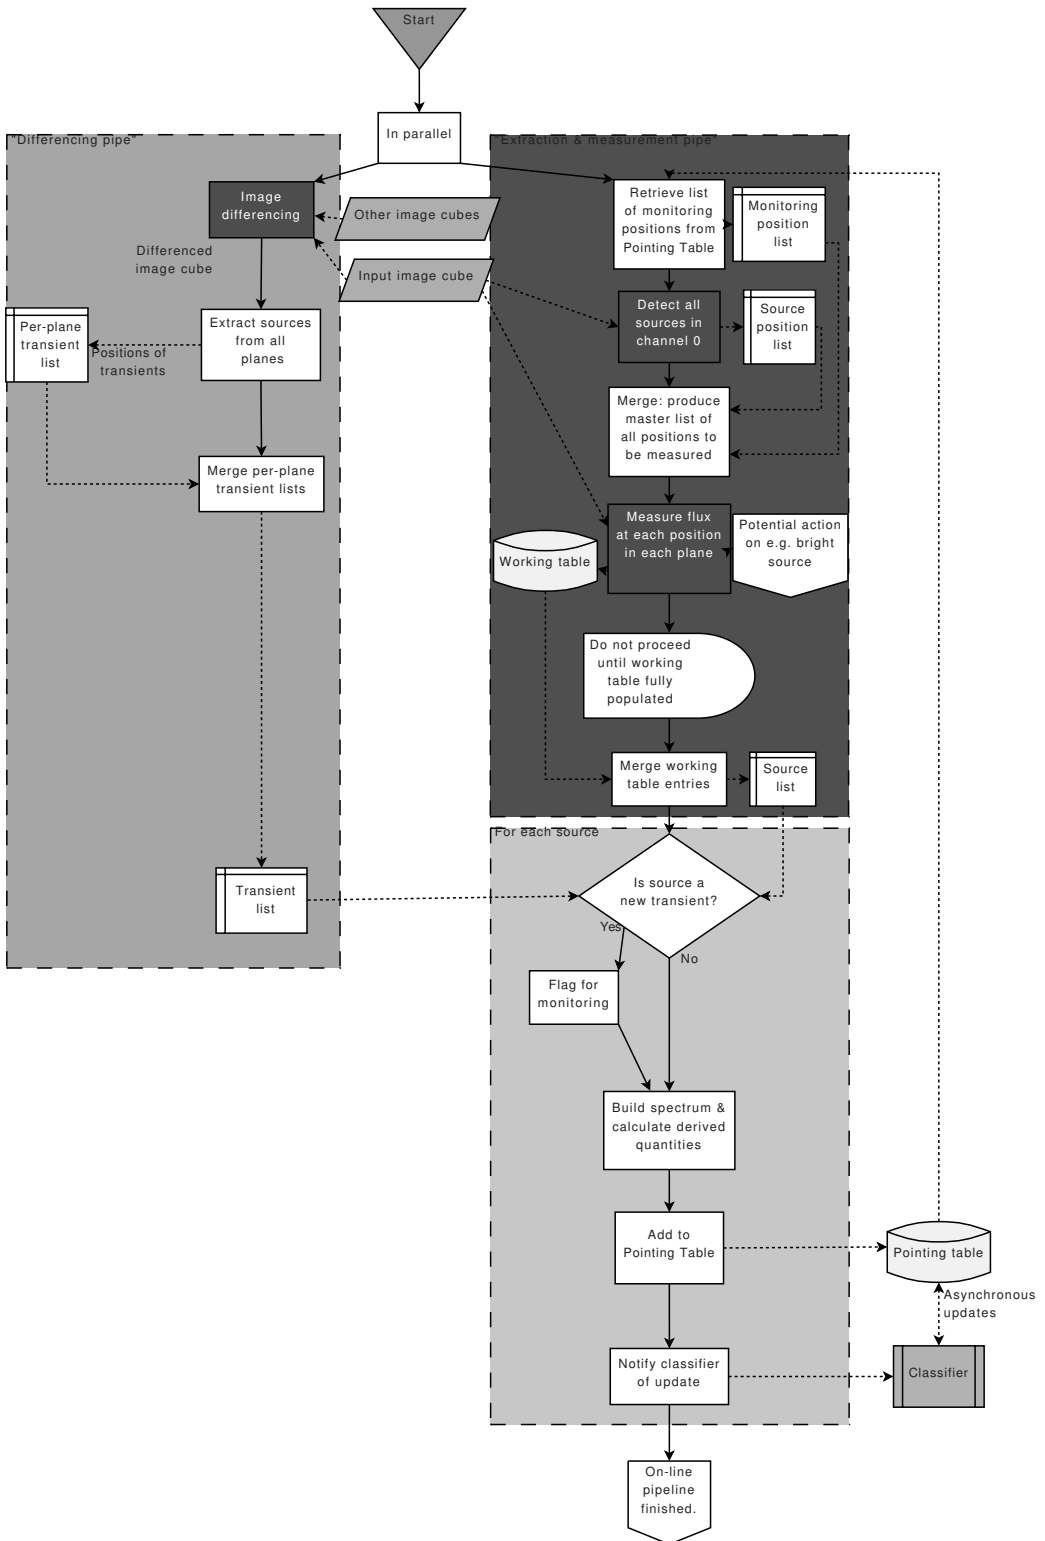 Start
In parallel
"Differencing pipe"
"Extraction & measurement pipe"
Image
differencing
Other image cubes
Retrieve list
of monitoring
positions from
Pointing Table
Monitoring
position
list
Differenced
image cube
Input image cube
Detect all
sources in
channel 0
Source
position
list
Per-plane
transient
list
Positions of
transients
Extract sources
from all
planes
Merge: produce
master list of
all positions to
be measured
Merge per-plane
transient lists
Measure flux
at each position
in each plane
Potential action
on e.g. bright
source
Working table
Do not proceed
until working
table fully
populated
Merge working
table entries
Source
list
For each source
Transient
list
Is source a
new transient?
Yes
No
Flag for
monitoring
Build spectrum &
calculate derived
quantities
Add to
Pointing Table
Pointing table
Asynchronous
updates
Notify classifier
of update
Classifier
On-line
pipeline
finished.